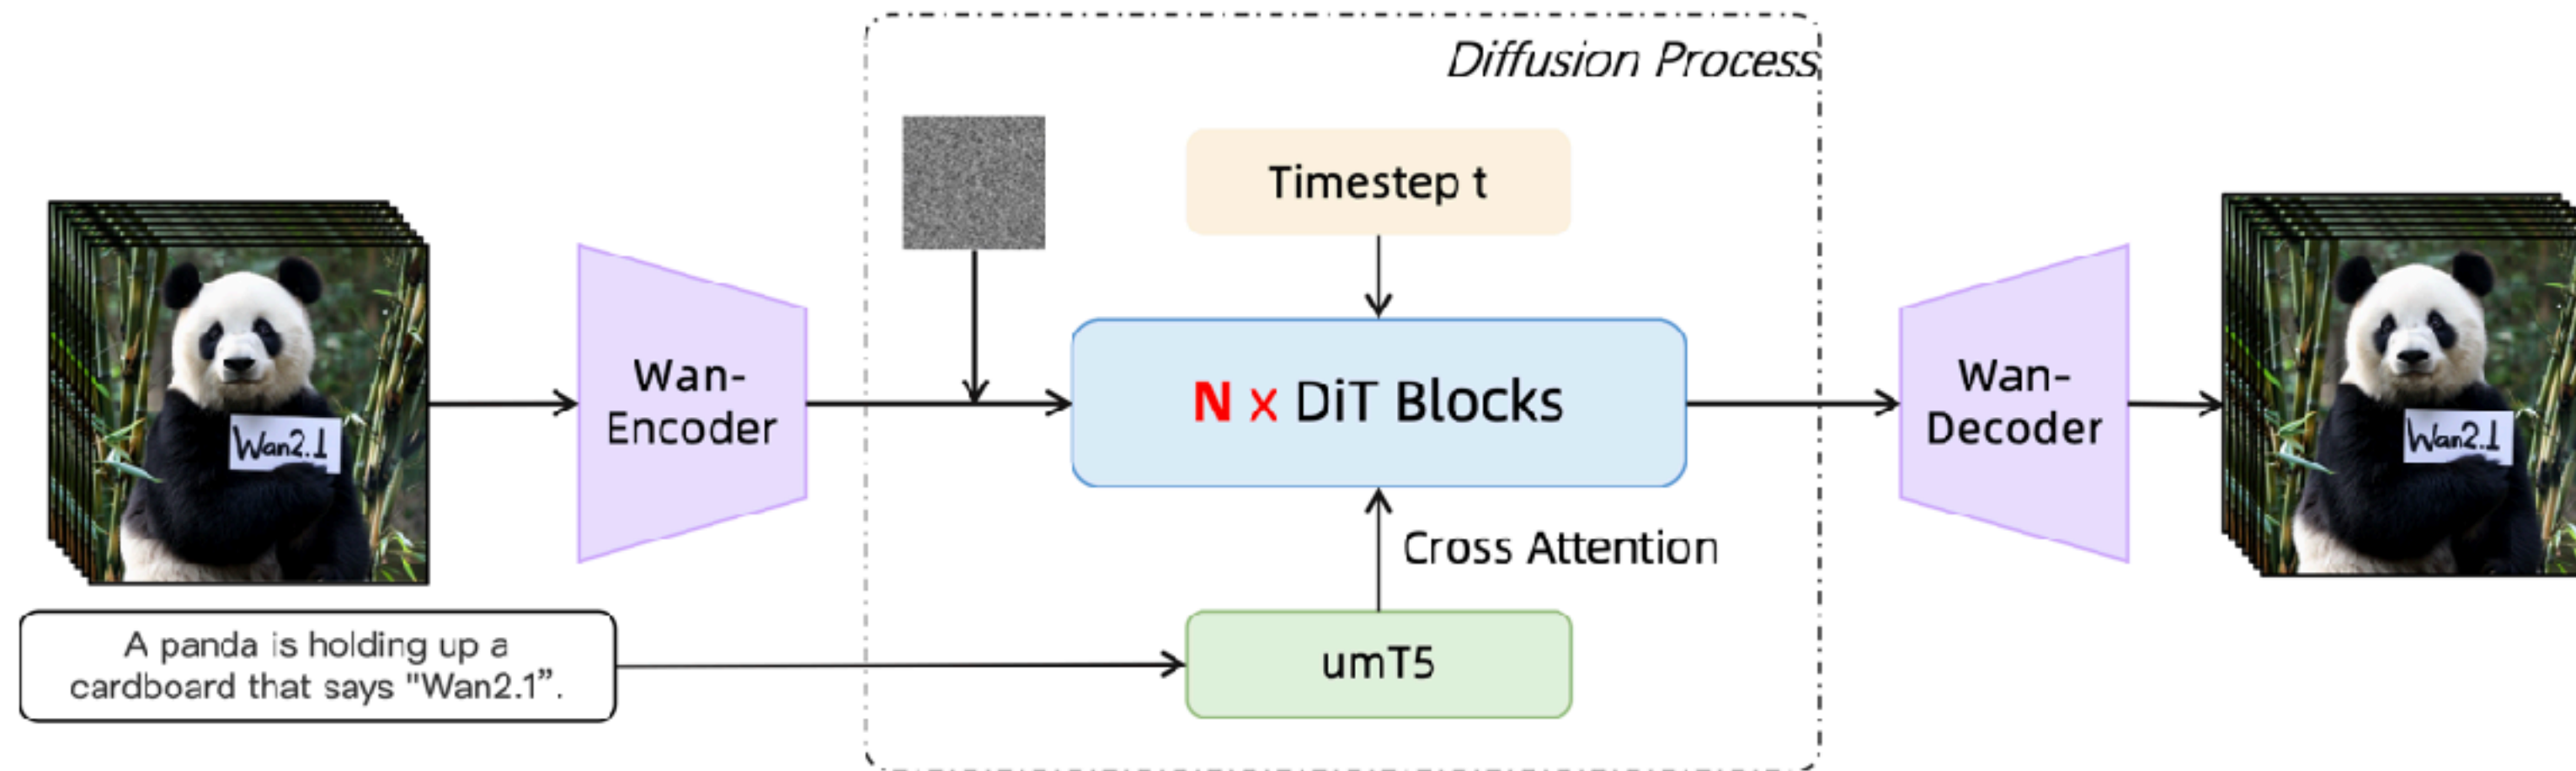 Diffusion Process
Timestep t
Wan-
Encoder
N x DiT Blocks
Wan-
Decoder
Wan2.1
Wan2.1
Cross Attention
A panda is holding up a
cardboard that says "Wan2.1”.
umT5